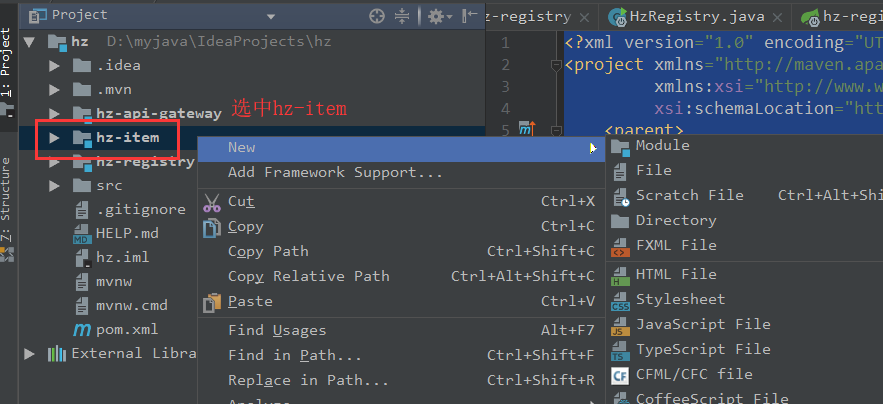 Project
z-registry
HzRegistry.java
hz-regi
1: Project
Z: Structure
hz D:\myjava\IdeaProjects\hz
.idea
.mvn
hz-api-gateway
选中hz-item
hz-item
hz-registry
src
.gitignore
HELP.md
hz.iml
mvnw
mvnw.cmd
pom.xml
External Libra
New
Add Framework Support...
Cut Ctrl+X
Copy Ctrl+C
Copy Path Ctrl+Shift+C
Copy Relative Path Ctrl+Alt+Shift+C
Paste Ctrl+V
Find Usages Alt+F7
Find in Path... Ctrl+Shift+F
Replace in Path... Ctrl+Shift+R
1 <?xml version="1.0" encoding="UT
2 <project xmlns="http://maven.apa
3 xmlns:xsi="http://www.w
4 xsi:schemaLocation="htt
5 <parent>
Module
File
Scratch File Ctrl+Alt+Shi
Directory
FXML File
HTML File
Stylesheet
JavaScript File
TypeScript File
CFML/CFC file
CoffeeScript File